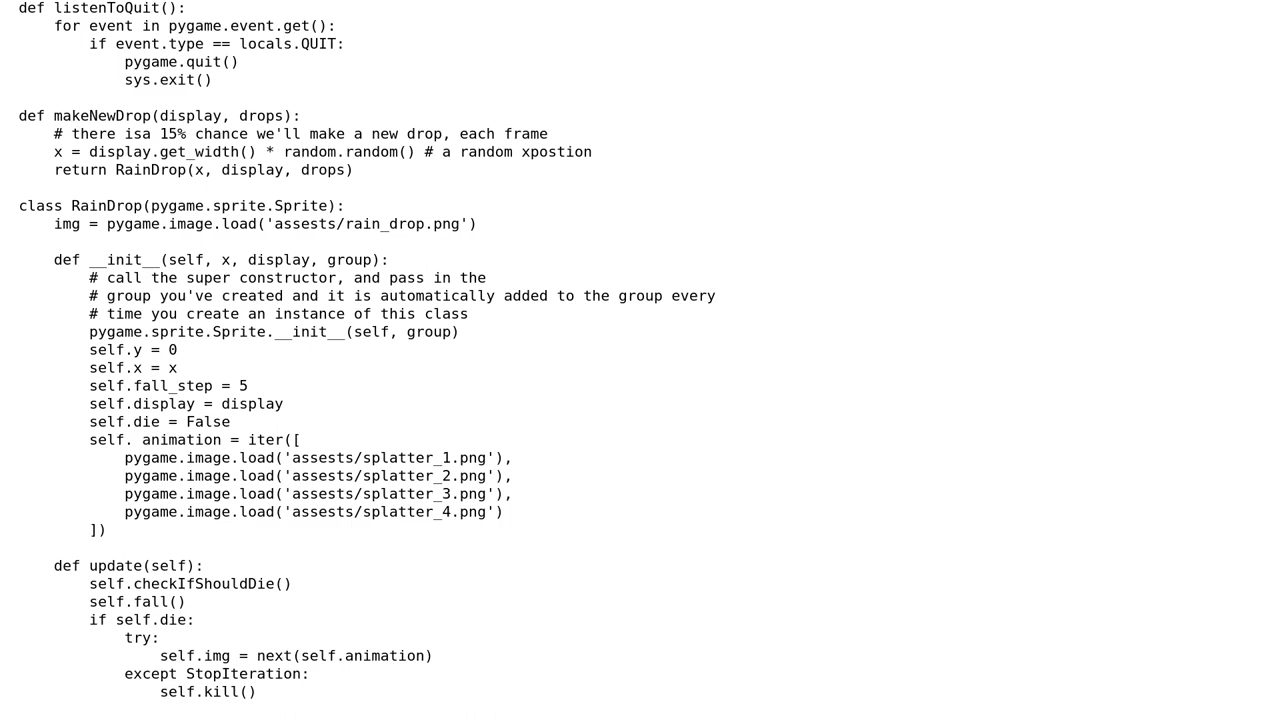 def listenToQuit():
    for event in pygame.event.get():
        if event.type == locals.QUIT:
            pygame.quit()
            sys.exit()

def makeNewDrop(display, drops):
    # there isa 15% chance we'll make a new drop, each frame
    x = display.get_width() * random.random() # a random xpostion
    return RainDrop(x, display, drops)

class RainDrop(pygame.sprite.Sprite):
    img = pygame.image.load('assests/rain_drop.png')

    def __init__(self, x, display, group):
        # call the super constructor, and pass in the
        # group you've created and it is automatically added to the group every
        # time you create an instance of this class
        pygame.sprite.Sprite.__init__(self, group)
        self.y = 0
        self.x = x
        self.fall_step = 5
        self.display = display
        self.die = False
        self. animation = iter([
            pygame.image.load('assests/splatter_1.png'),
            pygame.image.load('assests/splatter_2.png'),
            pygame.image.load('assests/splatter_3.png'),
            pygame.image.load('assests/splatter_4.png')
        ])

    def update(self):
        self.checkIfShouldDie()
        self.fall()
        if self.die:
            try:
                self.img = next(self.animation)
            except StopIteration:
                self.kill()